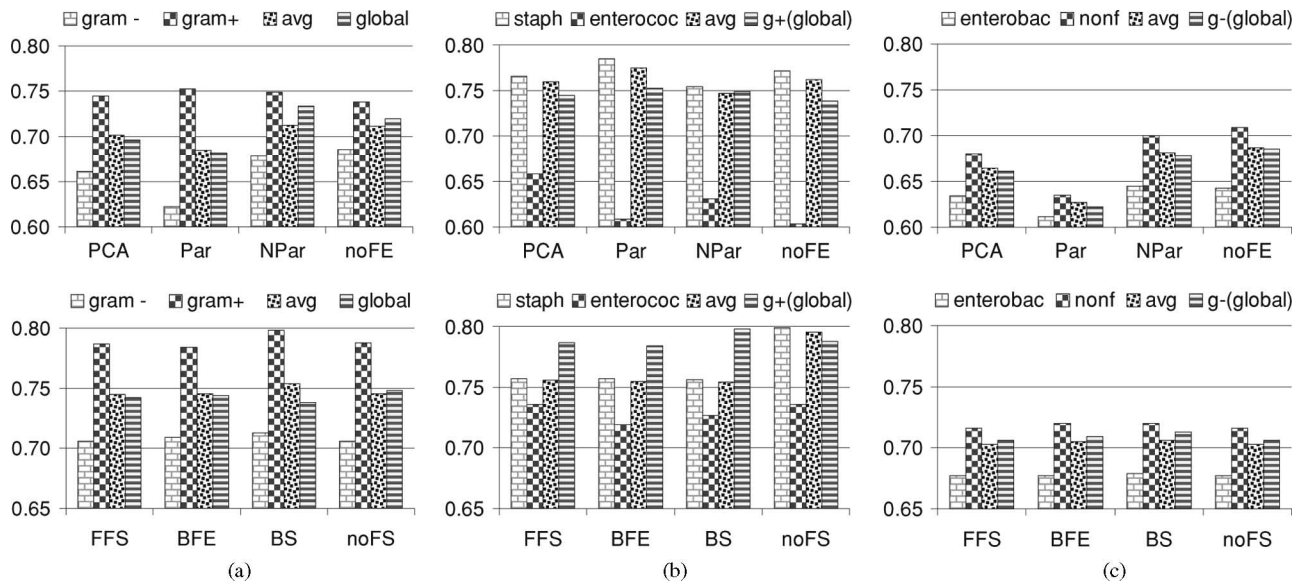 gram - gram+ avg global
0.80
0.75
0.70
0.65
0.60
PCA Par NPar noFE
staph enterococ avg g+(global)
0.80
0.75
0.70
0.65
0.60
PCA Par NPar noFE
enterobac nonf avg g-(global)
0.80
0.75
0.70
0.65
0.60
PCA Par NPar noFE
gram - gram+ avg global
0.80
0.75
0.70
0.65
FFS BFE BS noFS
staph enterococ avg g+(global)
0.80
0.75
0.70
0.65
FFS BFE BS noFS
enterobac nonf avg g-(global)
0.80
0.75
0.70
0.65
FFS BFE BS noFS
(a) (b) (c)